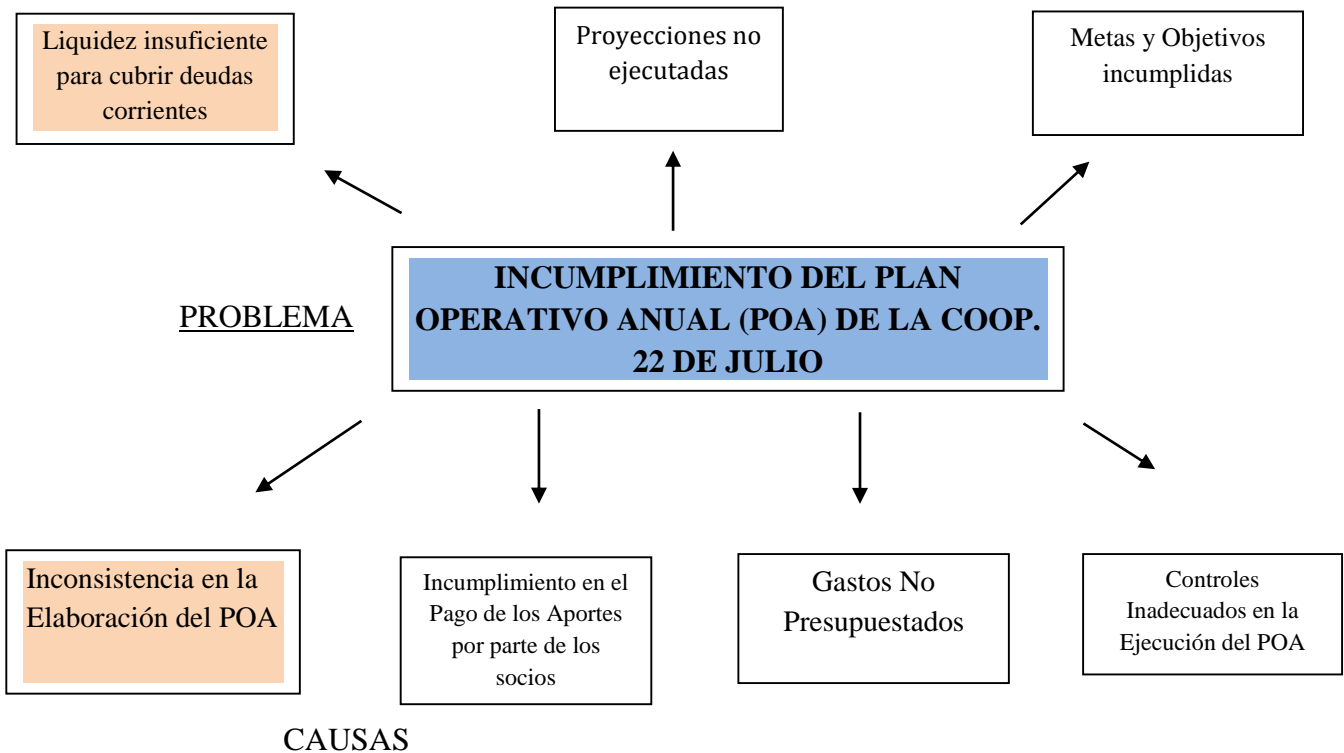 Liquidez insuficiente
para cubrir deudas
corrientes
Proyecciones no
ejecutadas
Metas y Objetivos
incumplidas
PROBLEMA
INCUMPLIMIENTO DEL PLAN
OPERATIVO ANUAL (POA) DE LA COOP.
22 DE JULIO
Inconsistencia en la
Elaboración del POA
Incumplimiento en el
Pago de los Aportes
por parte de los
socios
Gastos No
Presupuestados
Controles
Inadecuados en la
Ejecución del POA
CAUSAS